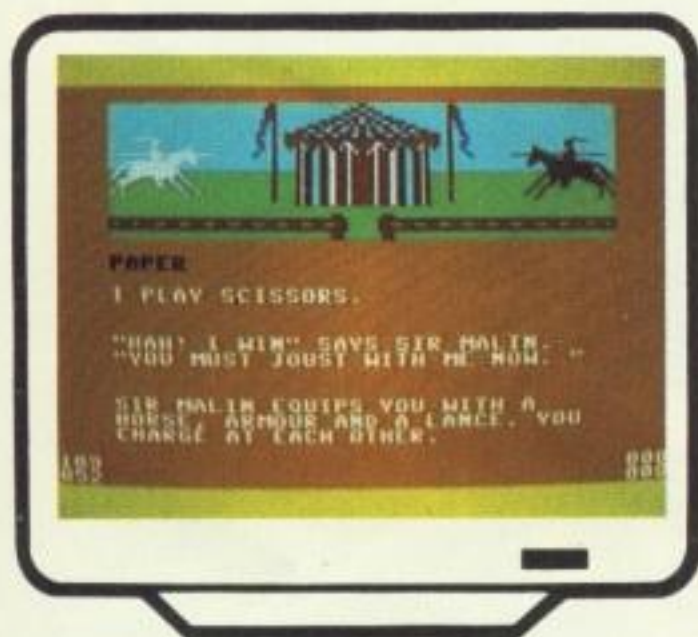 PAPER
I PLAY SCISSORS.
"HAH! I WIN" SAYS SIR MALIN.
"YOU MUST JOUST WITH ME NOW. "
SIR MALIN EQUIPS YOU WITH A
HORSE, ARMOUR AND A LANCE. YOU
CHARGE AT EACH OTHER.